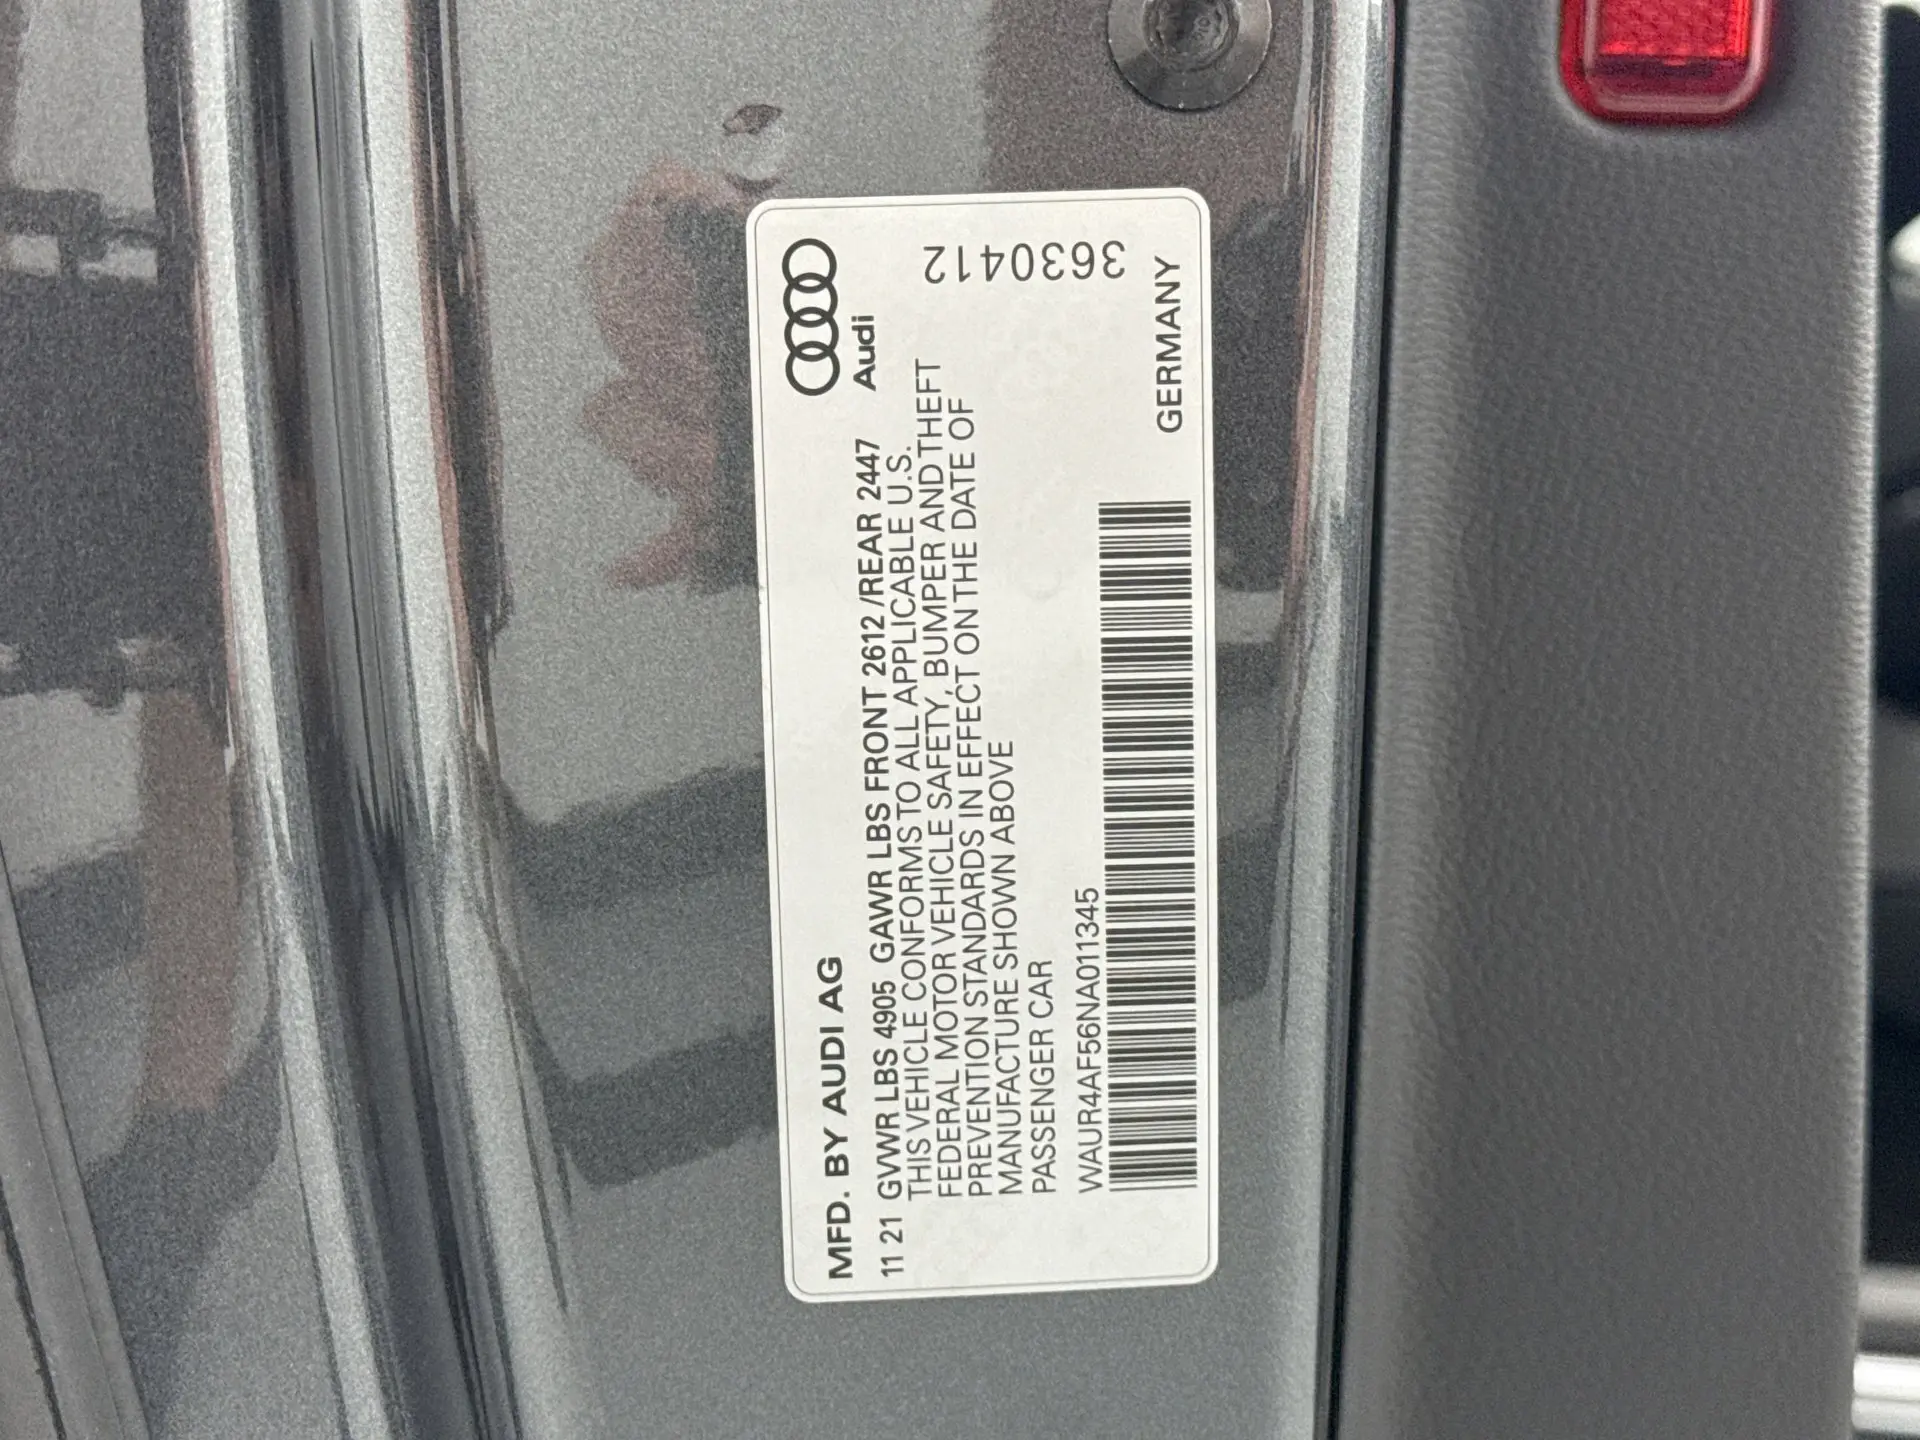 MFD. BY AUDI AG
Audi
11 21 GVWR LBS 4905 GAWR LBS FRONT 2612 /REAR 2447
THIS VEHICLE CONFORMS TO ALL APPLICABLE U.S.
FEDERAL MOTOR VEHICLE SAFETY, BUMPER AND THEFT
PREVENTION STANDARDS IN EFFECT ON THE DATE OF
MANUFACTURE SHOWN ABOVE
PASSENGER CAR
3630412
WAUR4AF56NA011345
GERMANY